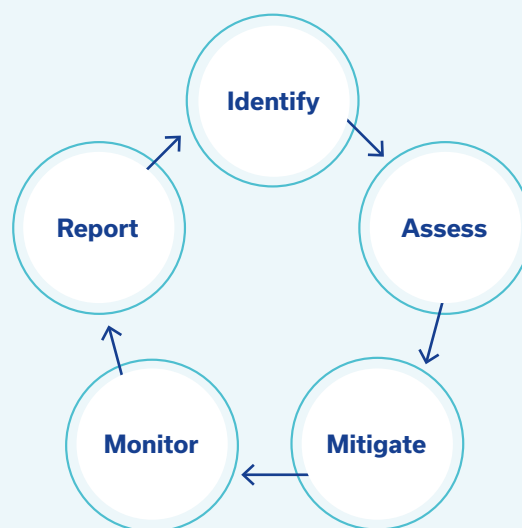 Identify
Assess
Mitigate
Monitor
Report